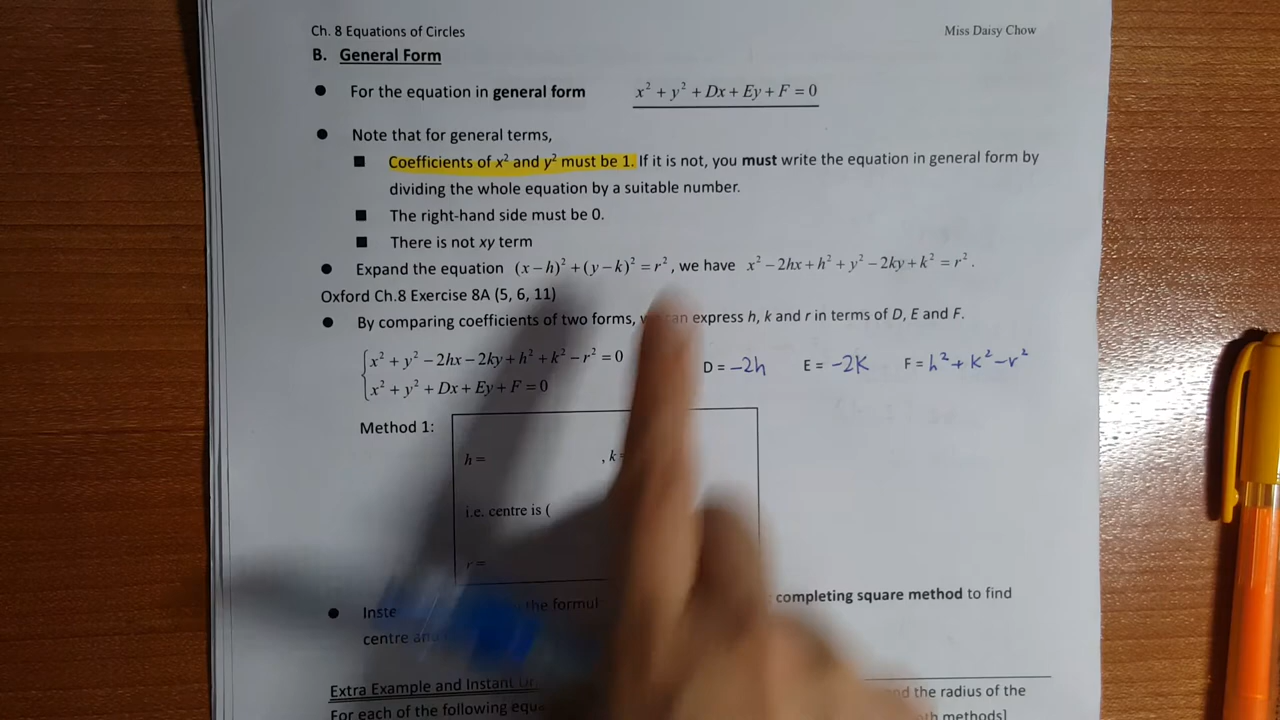 Ch. 8 Equations of Circles Miss Daisy Chow
B. General Form
● For the equation in general form x² + y² + Dx + Ey + F = 0
● Note that for general terms,
■ Coefficients of x² and y² must be 1. If it is not, you must write the equation in general form by
dividing the whole equation by a suitable number.
■ The right-hand side must be 0.
■ There is not xy term
● Expand the equation (x − h)² + (y − k)² = r², we have x² − 2hx + h² + y² − 2ky + k² = r².
Oxford Ch.8 Exercise 8A (5, 6, 11)
● By comparing coefficients of two forms, can express h, k and r in terms of D, E and F.
x² + y² − 2hx − 2ky + h² + k² − r² = 0
x² + y² + Dx + Ey + F = 0
D = −2h E = −2k F = h² + k² − r²
Method 1:
h = , k
i.e. centre is (
r =
● Inste the formul completing square method to find
centre and
Extra Example and Instant and the radius of the
For each of the following equa methods]